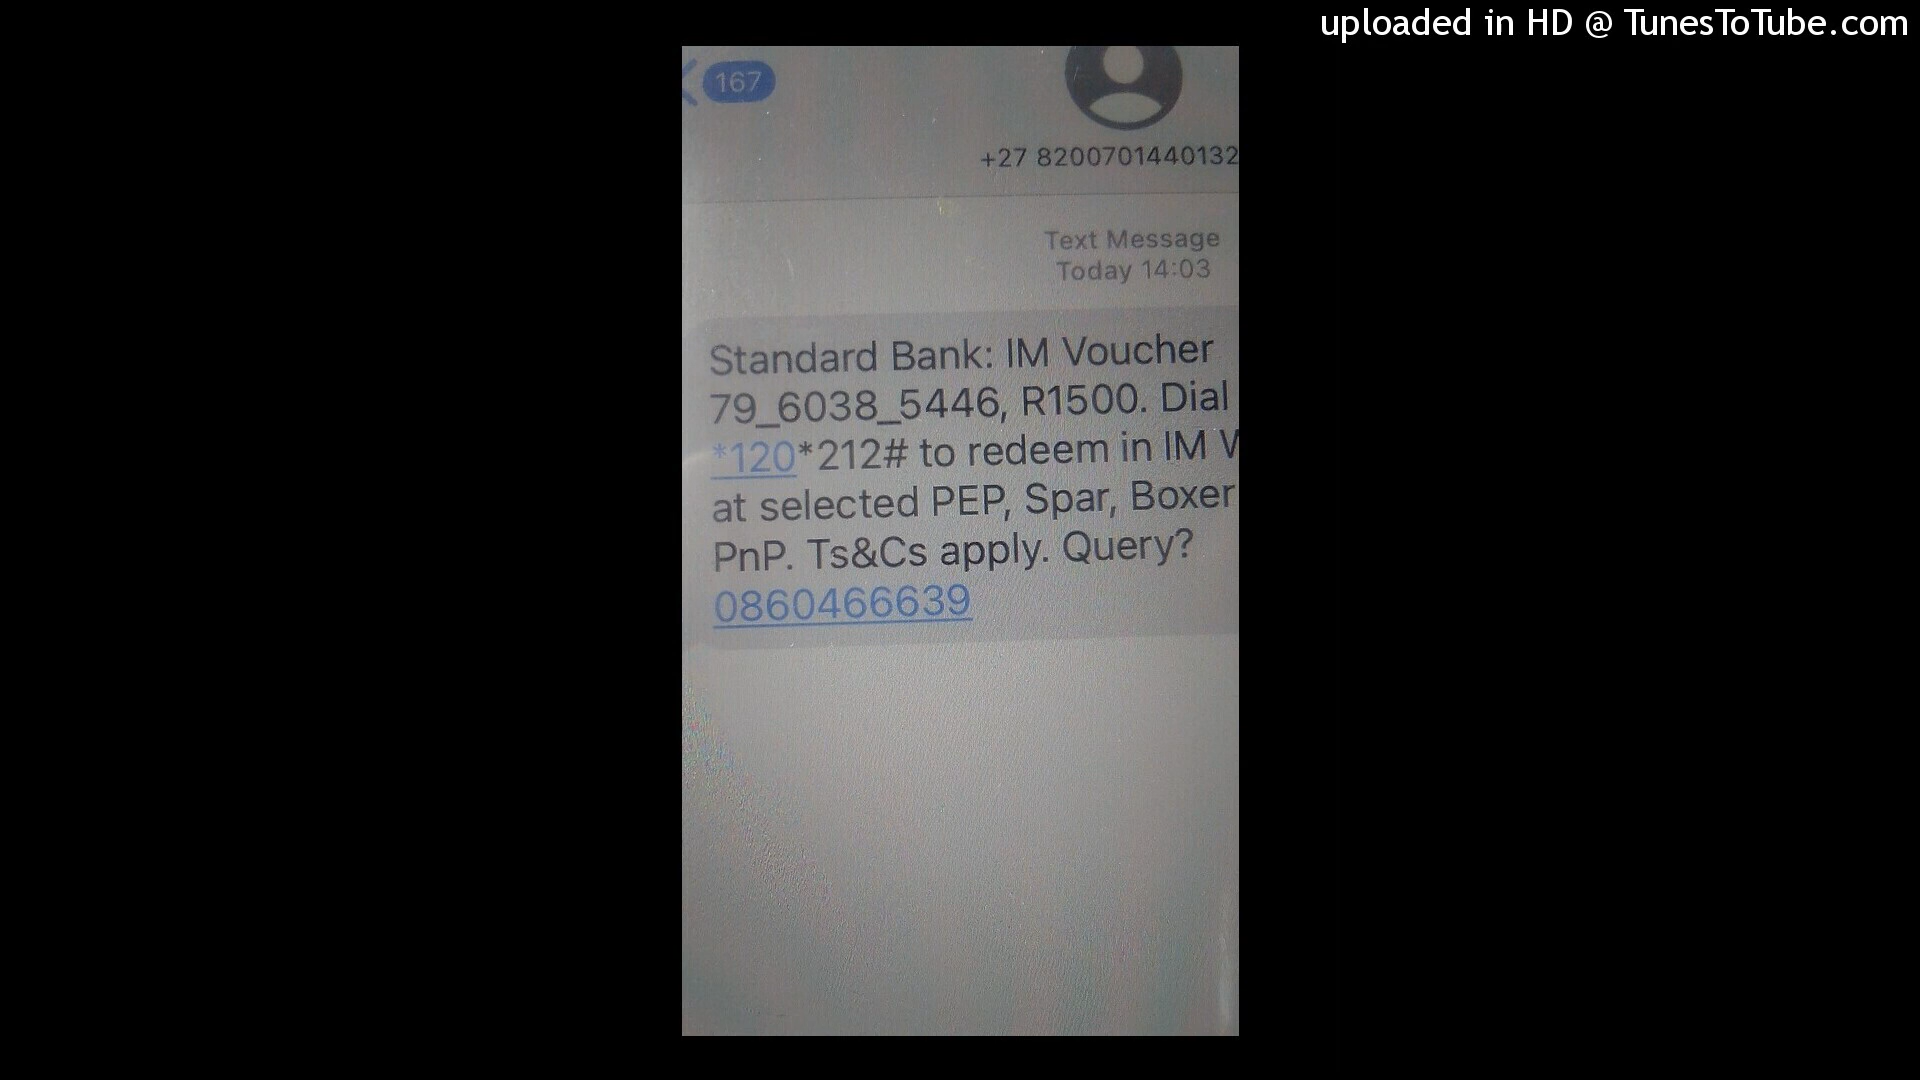 uploaded in HD @ TunesToTube.com
167
+27 8200701440132
Text Message
Today 14:03
Standard Bank: IM Voucher
79_6038_5446, R1500. Dial
*120*212# to redeem in IM
at selected PEP, Spar, Boxer
PnP. Ts&Cs apply. Query?
0860466639